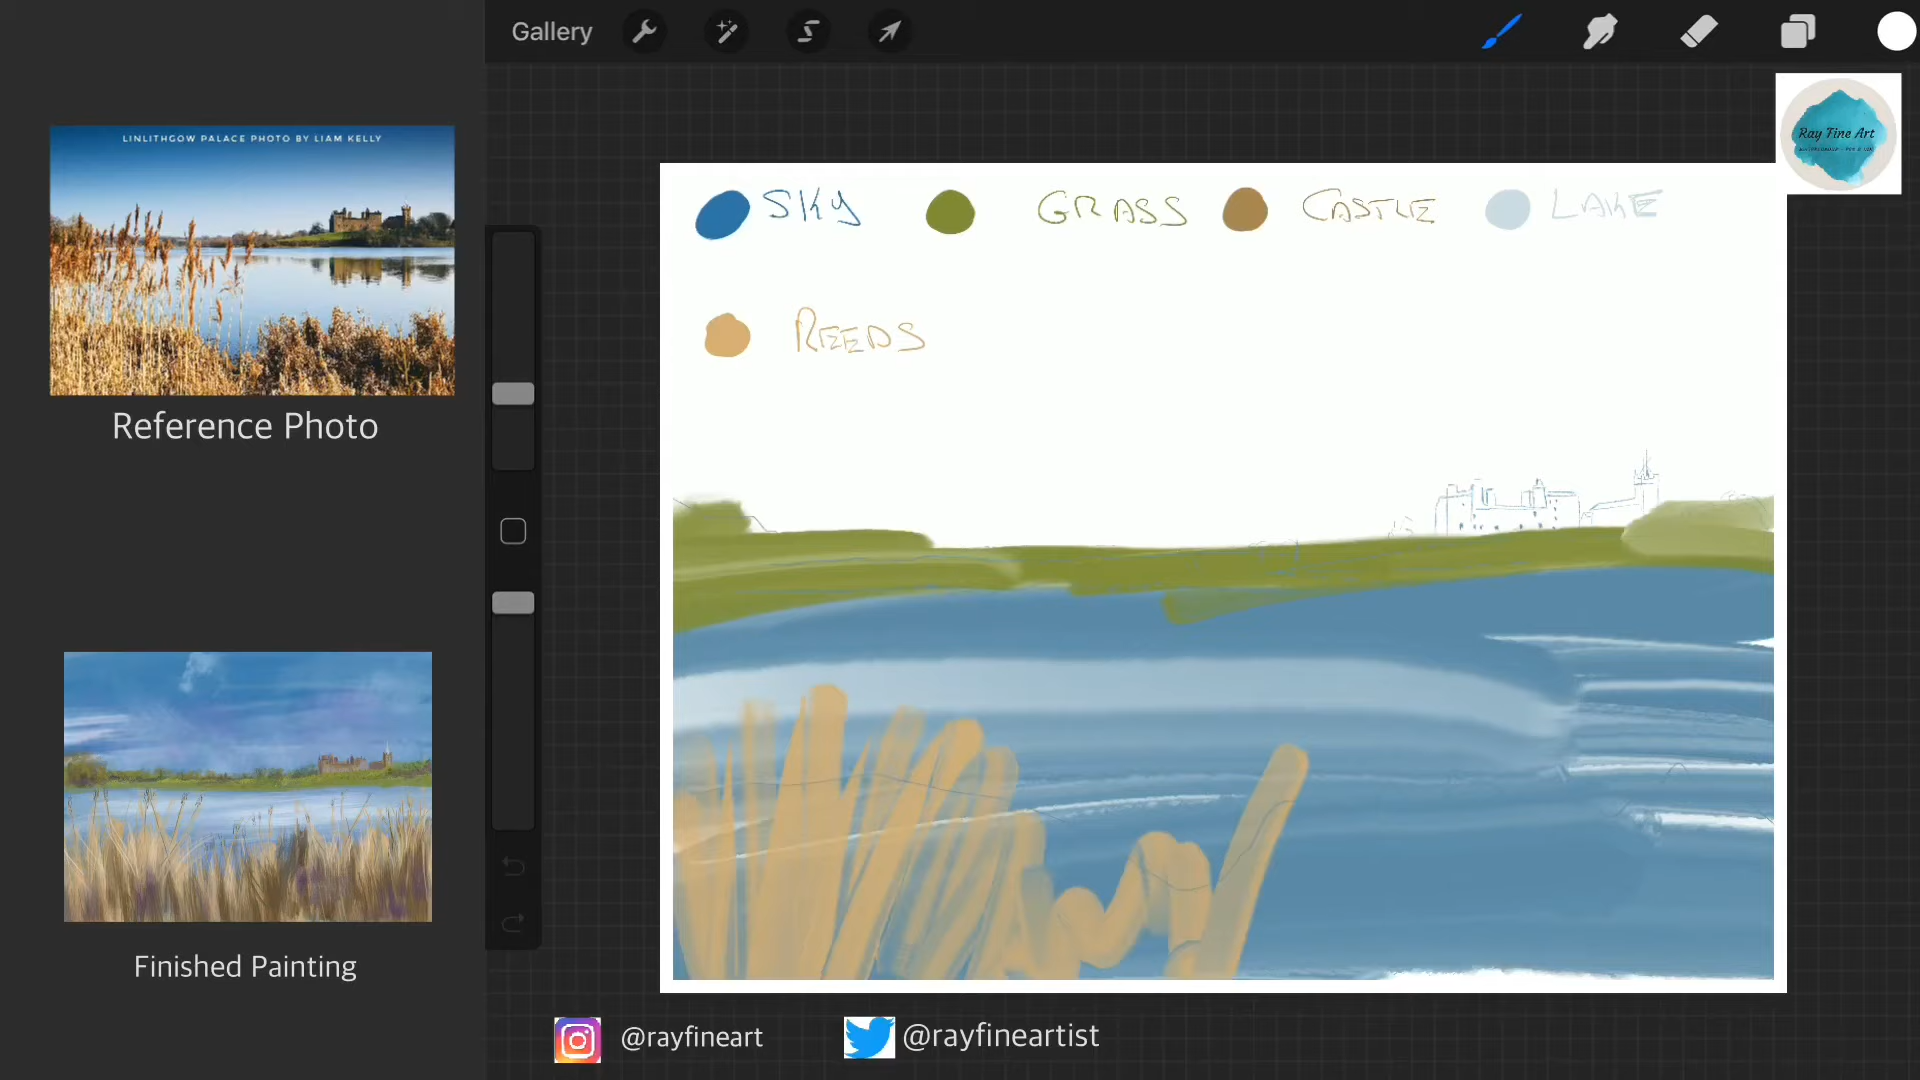 Gallery
LINLITHGOW PALACE PHOTO BY LIAM KELLY
Reference Photo
Finished Painting
Ray Fine Art
SKY
GRASS
CASTLE
LAKE
REEDS
@rayfineart
@rayfineartist